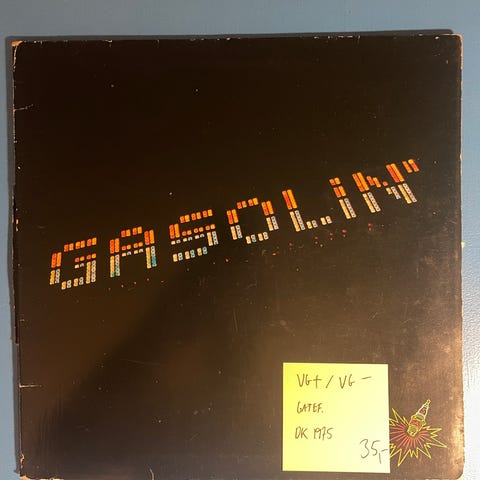 GASOLiN'
VG+ / VG-
GATEF.
DK 1975
35,-